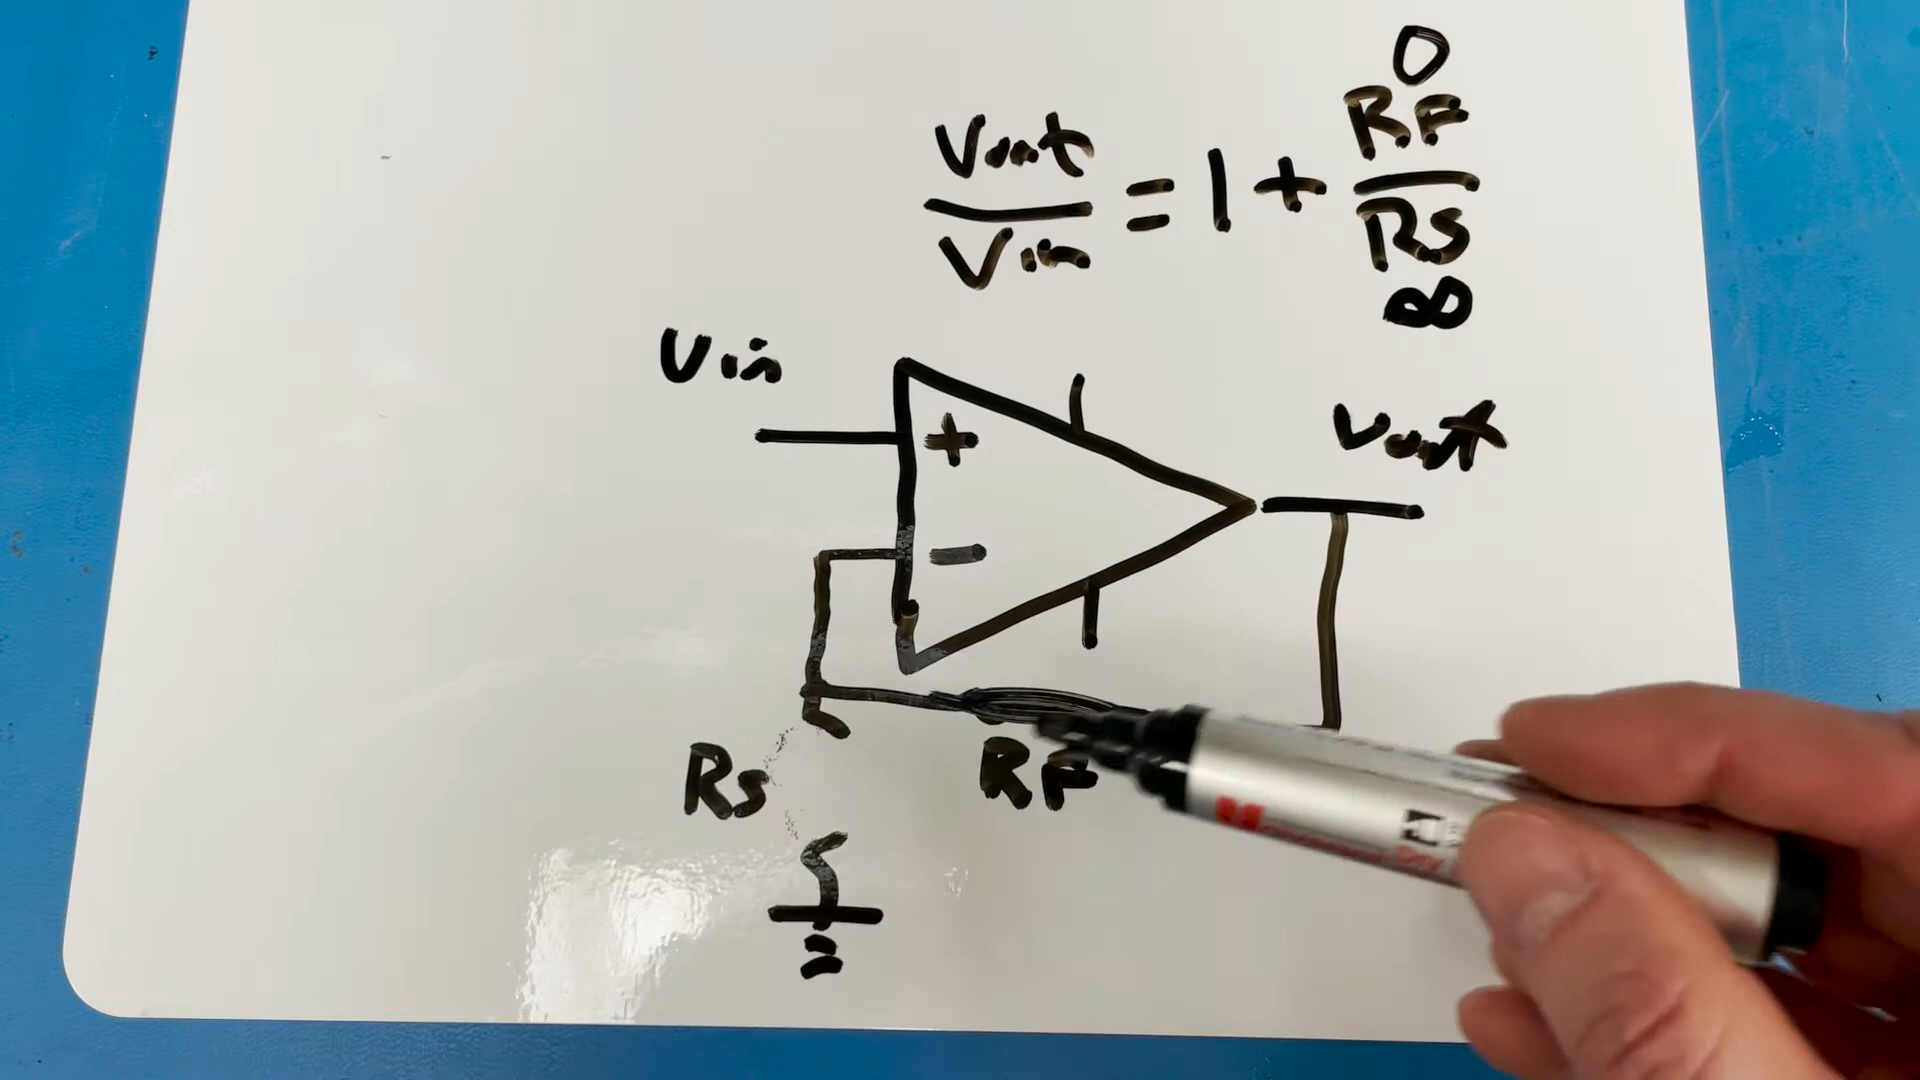 Vout/Vin = 1 + 0 RF/Rs ∞
Vin
+
Vout
-
Rs
RF